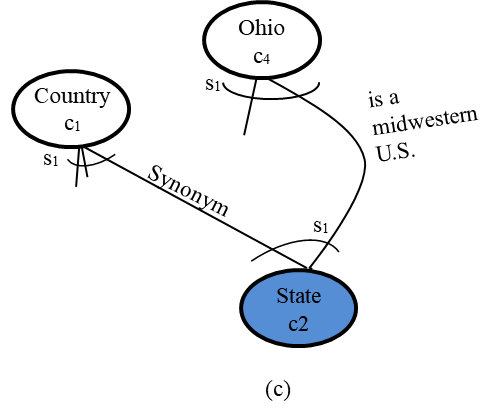 Ohio
c4
s1
is a
midwestern
U.S.
Country
c1
s1
Synonym
s1
State
c2
(c)